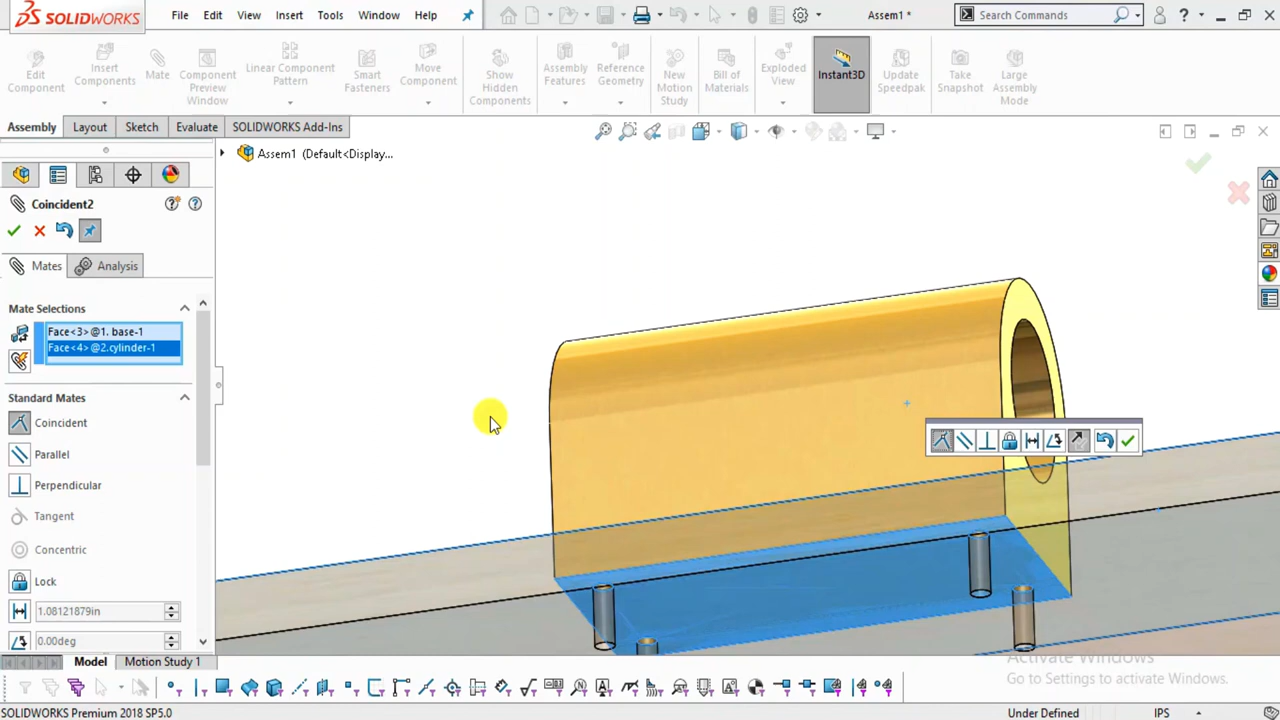 SOLIDWORKS File Edit View Insert Tools Window Help Assem1 * Search Commands ?
Edit Component
Insert Components
Mate
Component Preview Window
Linear Component Pattern
Smart Fasteners
Move Component
Show Hidden Components
Assembly Features
Reference Geometry
New Motion Study
Bill of Materials
Exploded View
Instant3D
Update Speedpak
Take Snapshot
Large Assembly Mode
Assembly Layout Sketch Evaluate SOLIDWORKS Add-Ins
Assem1 (Default<Display...
Coincident2
Mates Analysis
Mate Selections
Face<3>@1. base-1
Face<4>@2.cylinder-1
Standard Mates
Coincident
Parallel
Perpendicular
Tangent
Concentric
Lock
1.08121879in
0.00deg
Model Motion Study 1
Activate Windows
Go to Settings to activate Windows.
SOLIDWORKS Premium 2018 SP5.0 Under Defined IPS